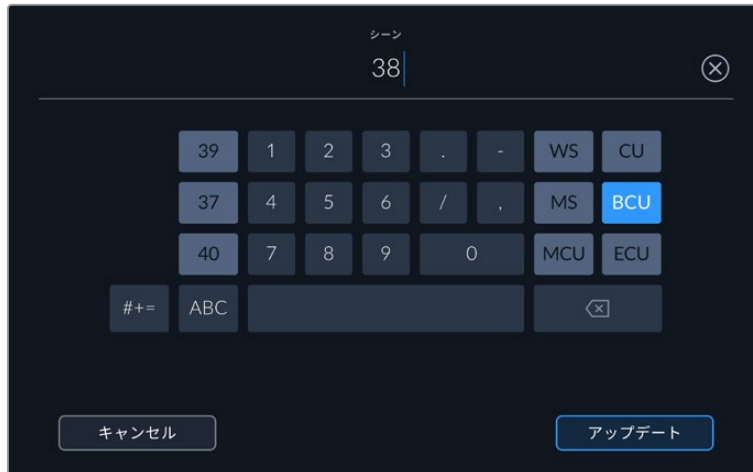 シーン
38
39 1 2 3 . - WS CU
37 4 5 6 / , MS BCU
40 7 8 9 0 MCU ECU
#+= ABC
キャンセル アップデート